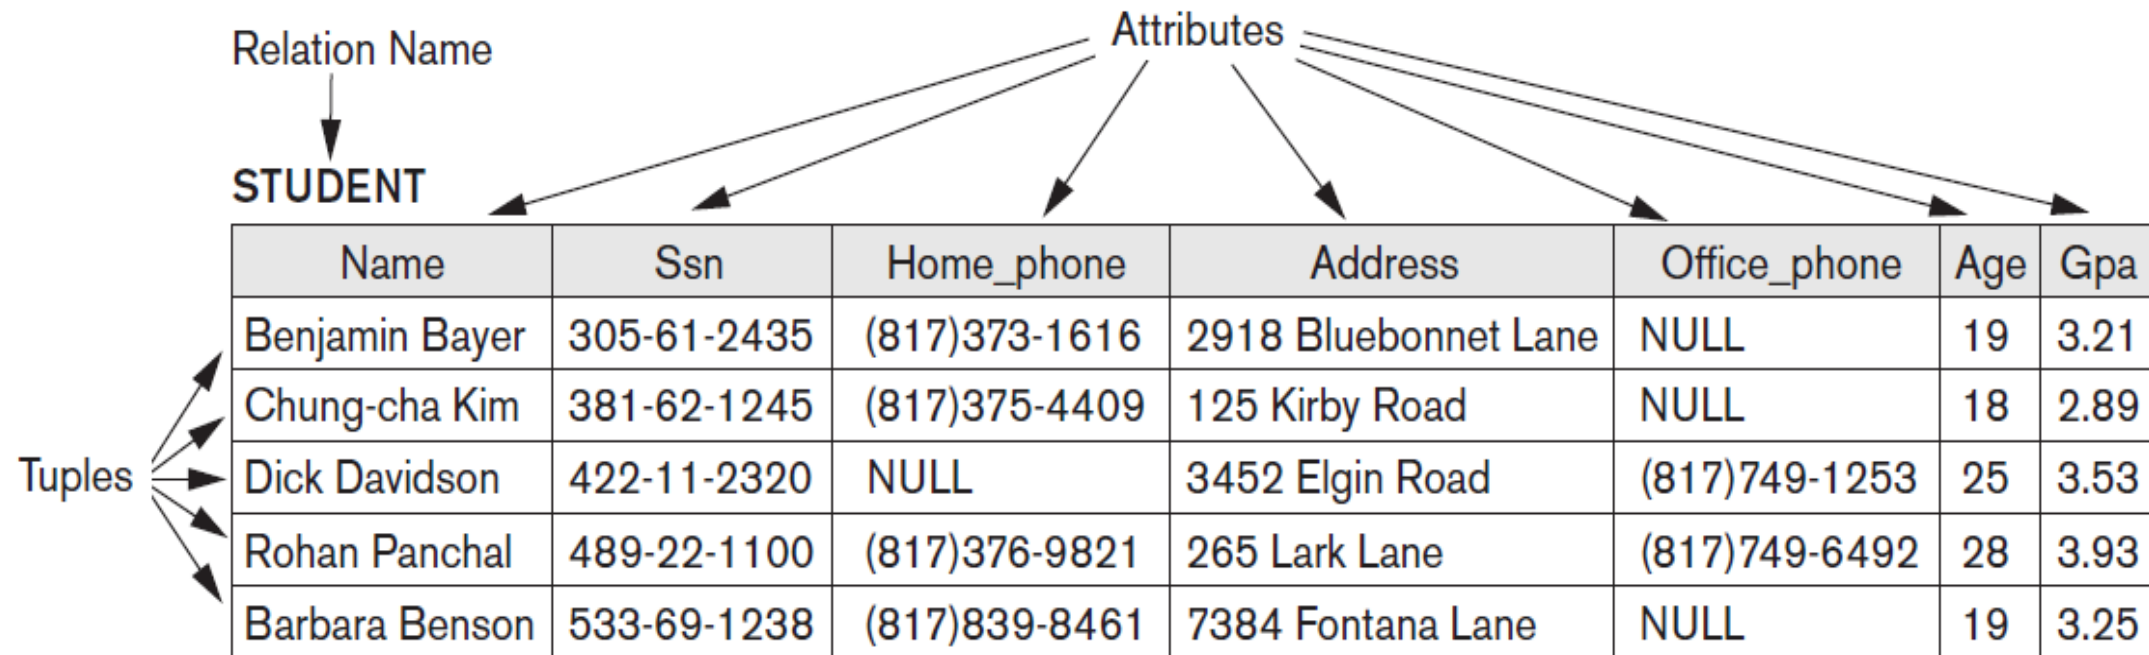 Attributes
Relation Name
STUDENT
Name Ssn Home_phone Address Office_phone Age Gpa
Benjamin Bayer 305-61-2435 (817)373-1616 2918 Bluebonnet Lane NULL 19 3.21
Chung-cha Kim 381-62-1245 (817)375-4409 125 Kirby Road NULL 18 2.89
Tuples
Dick Davidson 422-11-2320 NULL 3452 Elgin Road (817)749-1253 25 3.53
Rohan Panchal 489-22-1100 (817)376-9821 265 Lark Lane (817)749-6492 28 3.93
Barbara Benson 533-69-1238 (817)839-8461 7384 Fontana Lane NULL 19 3.25